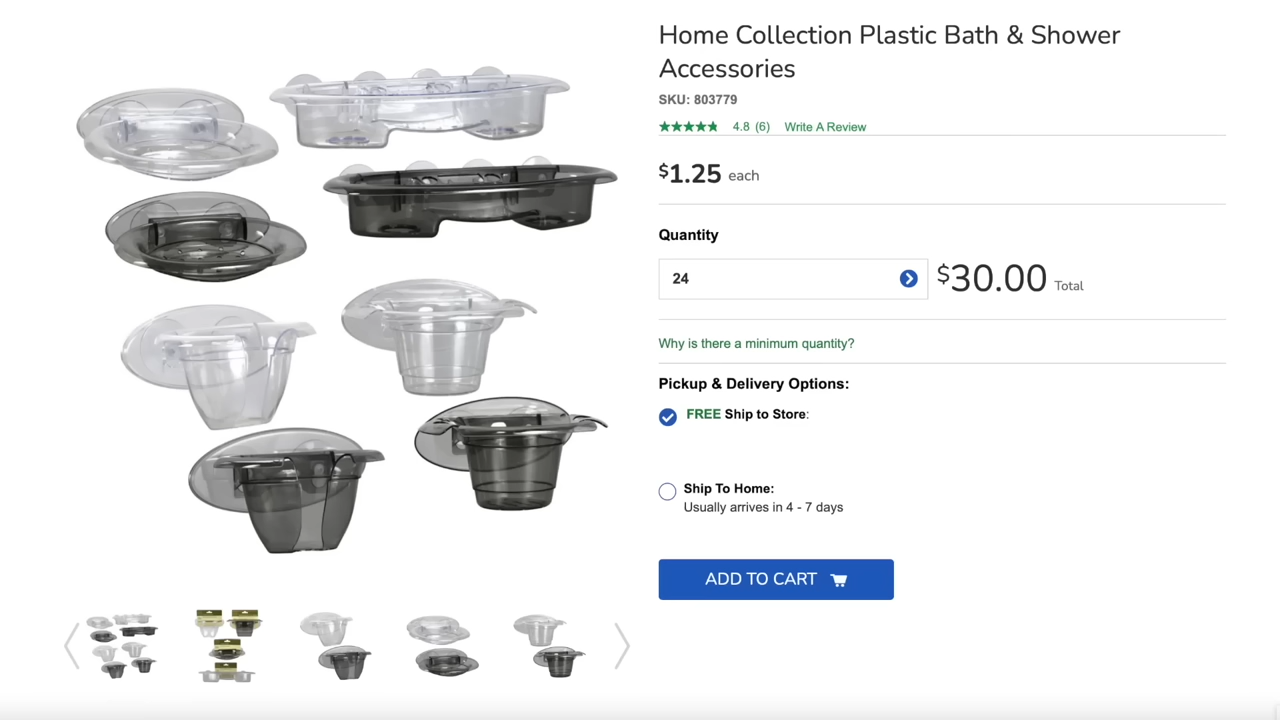 Home Collection Plastic Bath & Shower
Accessories
SKU: 803779
4.8 (6) Write A Review
$1.25 each
Quantity
24
$30.00 Total
Why is there a minimum quantity?
Pickup & Delivery Options:
FREE Ship to Store:
Ship To Home:
Usually arrives in 4 - 7 days
ADD TO CART